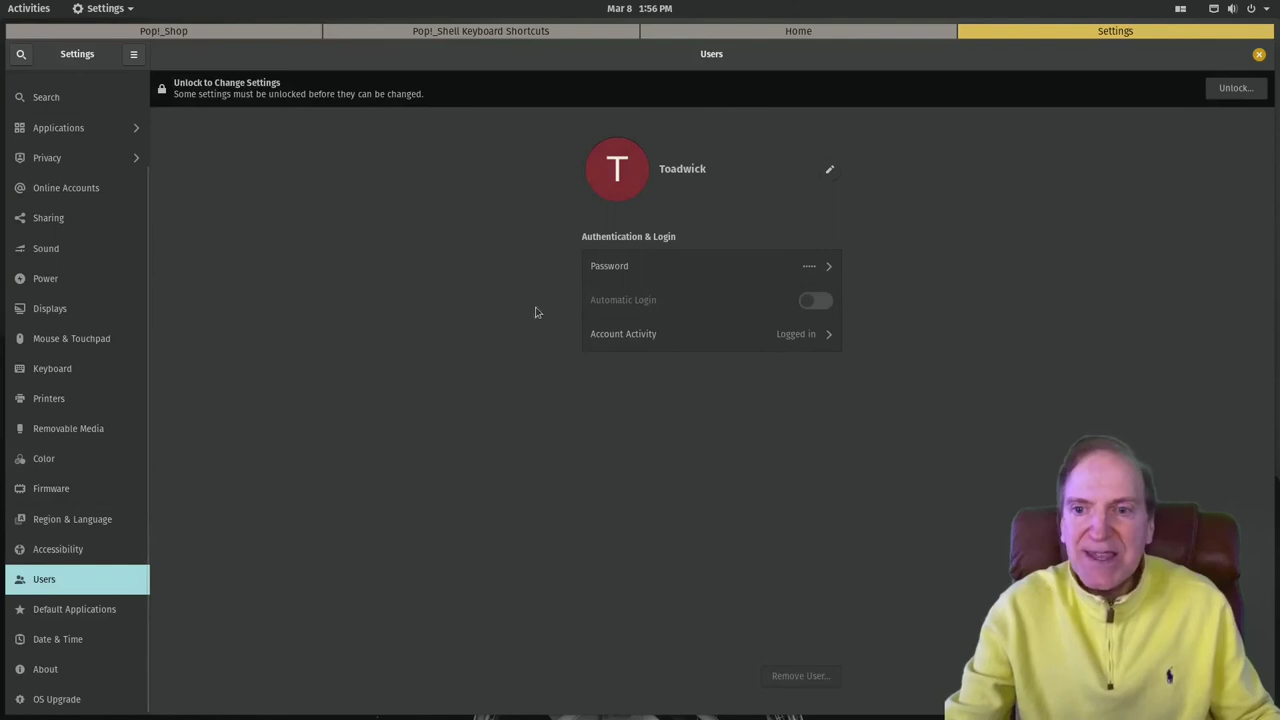 Activities
Settings
Mar 8 1:56 PM
Pop!_Shop
Pop!_Shell Keyboard Shortcuts
Home
Settings
Settings
Users
Unlock to Change Settings
Some settings must be unlocked before they can be changed.
Unlock...
Search
Applications
Privacy
Online Accounts
Sharing
Sound
Power
Displays
Mouse & Touchpad
Keyboard
Printers
Removable Media
Color
Firmware
Region & Language
Accessibility
Users
Default Applications
Date & Time
About
OS Upgrade
T
Toadwick
Authentication & Login
Password •••••
Automatic Login
Account Activity Logged in
Remove User...